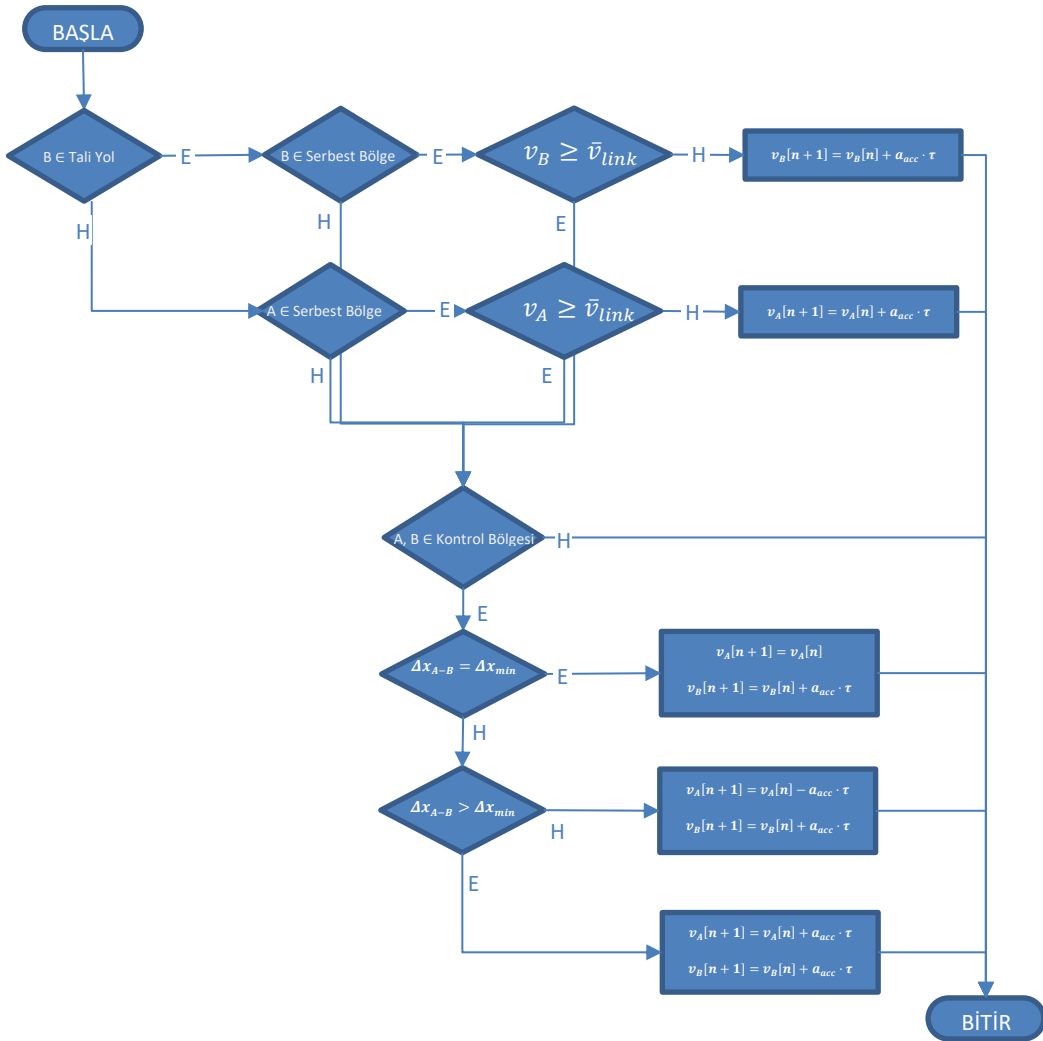 BAŞLA
B ∈ Tali Yol
E
B ∈ Serbest Bölge
E
v_B ≥ v̄_link
H
v_B[n + 1] = v_B[n] + a_acc · τ
H
H
E
A ∈ Serbest Bölge
E
v_A ≥ v̄_link
H
v_A[n + 1] = v_A[n] + a_acc · τ
H
E
A, B ∈ Kontrol Bölgesi
H
E
Δx_A−B = Δx_min
E
v_A[n + 1] = v_A[n]
v_B[n + 1] = v_B[n] + a_acc · τ
H
Δx_A−B > Δx_min
H
v_A[n + 1] = v_A[n] − a_acc · τ
v_B[n + 1] = v_B[n] + a_acc · τ
E
v_A[n + 1] = v_A[n] + a_acc · τ
v_B[n + 1] = v_B[n] + a_acc · τ
BİTİR